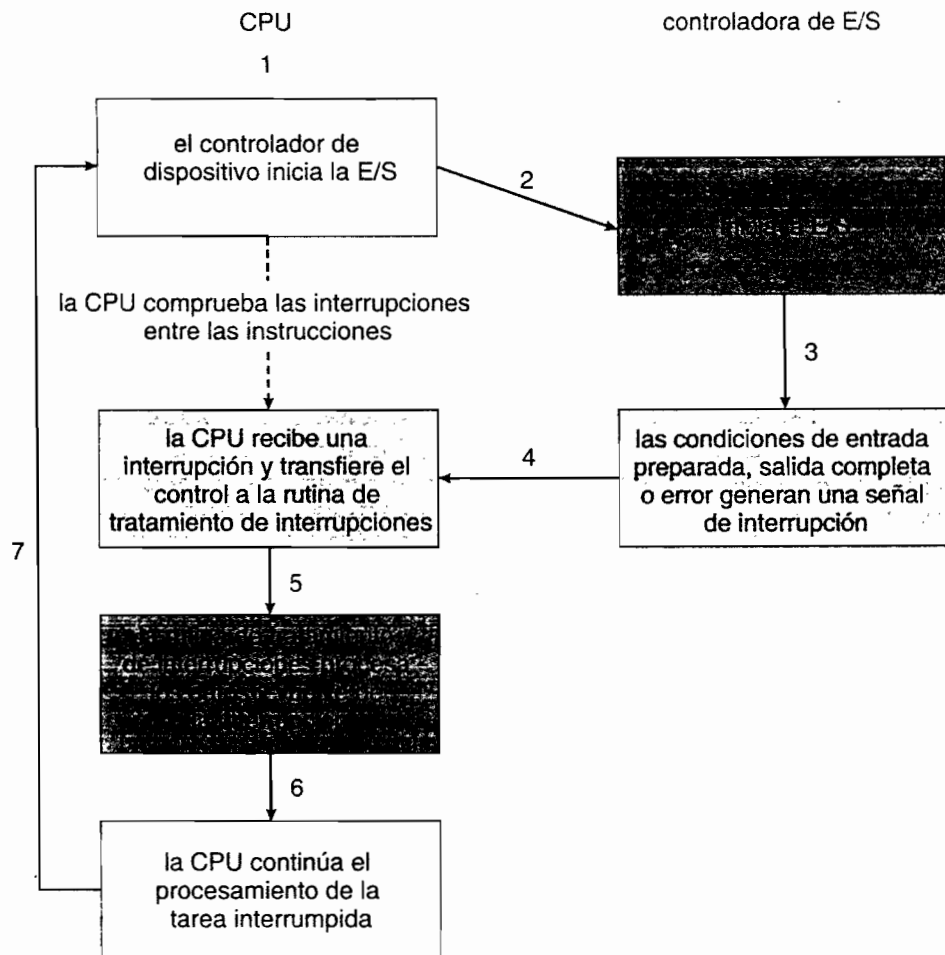 CPU
controladora de E/S
1
el controlador de
dispositivo inicia la E/S
2
la CPU comprueba las interrupciones
entre las instrucciones
3
la CPU recibe una
interrupción y transfiere el
control a la rutina de
tratamiento de interrupciones
4
las condiciones de entrada
preparada, salida completa
o error generan una señal
de interrupción
7
5
de interrupciones
6
la CPU continúa el
procesamiento de la
tarea interrumpida